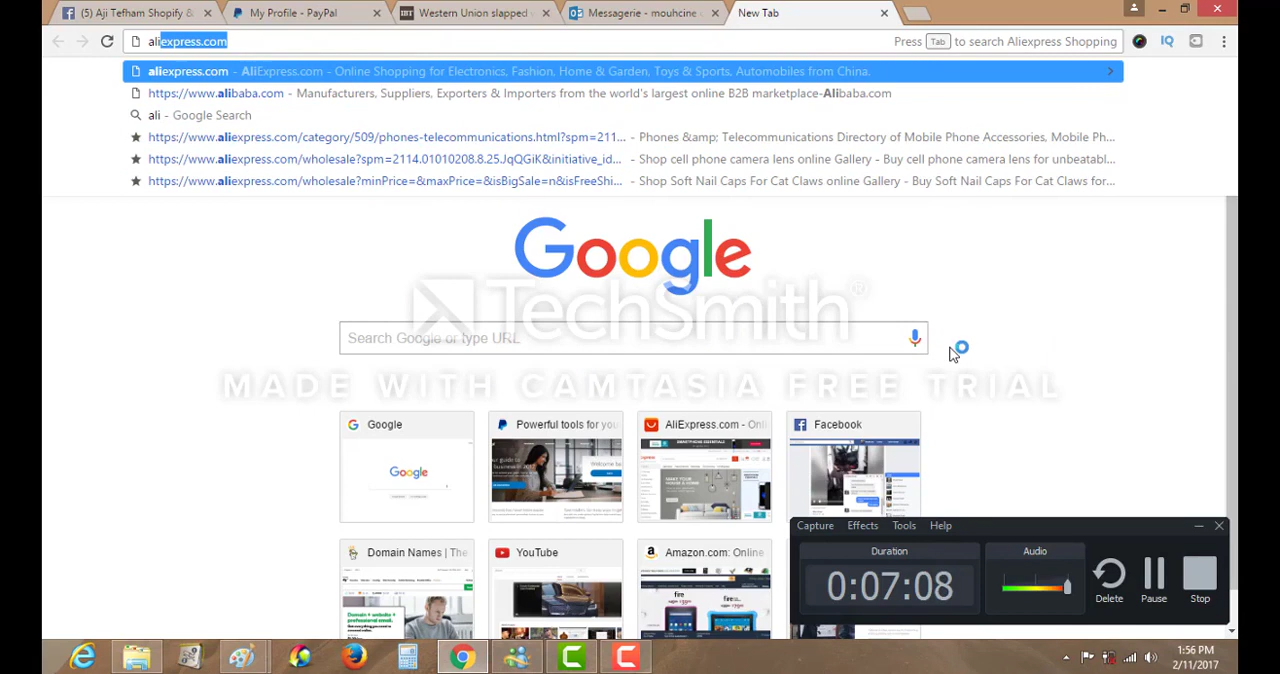 (5) Aji Tefham Shopify &
My Profile - PayPal
Western Union slapped
Messagerie - mouhcine
New Tab
aliexpress.com
Press Tab to search Aliexpress Shopping
aliexpress.com - AliExpress.com - Online Shopping for Electronics, Fashion, Home & Garden, Toys & Sports, Automobiles from China.
https://www.alibaba.com - Manufacturers, Suppliers, Exporters & Importers from the world's largest online B2B marketplace-Alibaba.com
ali - Google Search
https://www.aliexpress.com/category/509/phones-telecommunications.html?spm=211... - Phones &amp; Telecommunications Directory of Mobile Phone Accessories, Mobile Ph...
https://www.aliexpress.com/wholesale?spm=2114.01010208.8.25.JqQGiK&initiative_id... - Shop cell phone camera lens online Gallery - Buy cell phone camera lens for unbeatabl...
https://www.aliexpress.com/wholesale?minPrice=&maxPrice=&isBigSale=n&isFreeShi... - Shop Soft Nail Caps For Cat Claws online Gallery - Buy Soft Nail Caps For Cat Claws for...
Google
TechSmith®
Search Google or type URL
MADE WITH CAMTASIA FREE TRIAL
Google
Powerful tools for you
AliExpress.com - Onl
Facebook
Google
Domain Names | The
YouTube
Amazon.com: Online
Capture Effects Tools Help
Duration
Audio
0:07:08
Delete
Pause
Stop
1:56 PM
2/11/2017